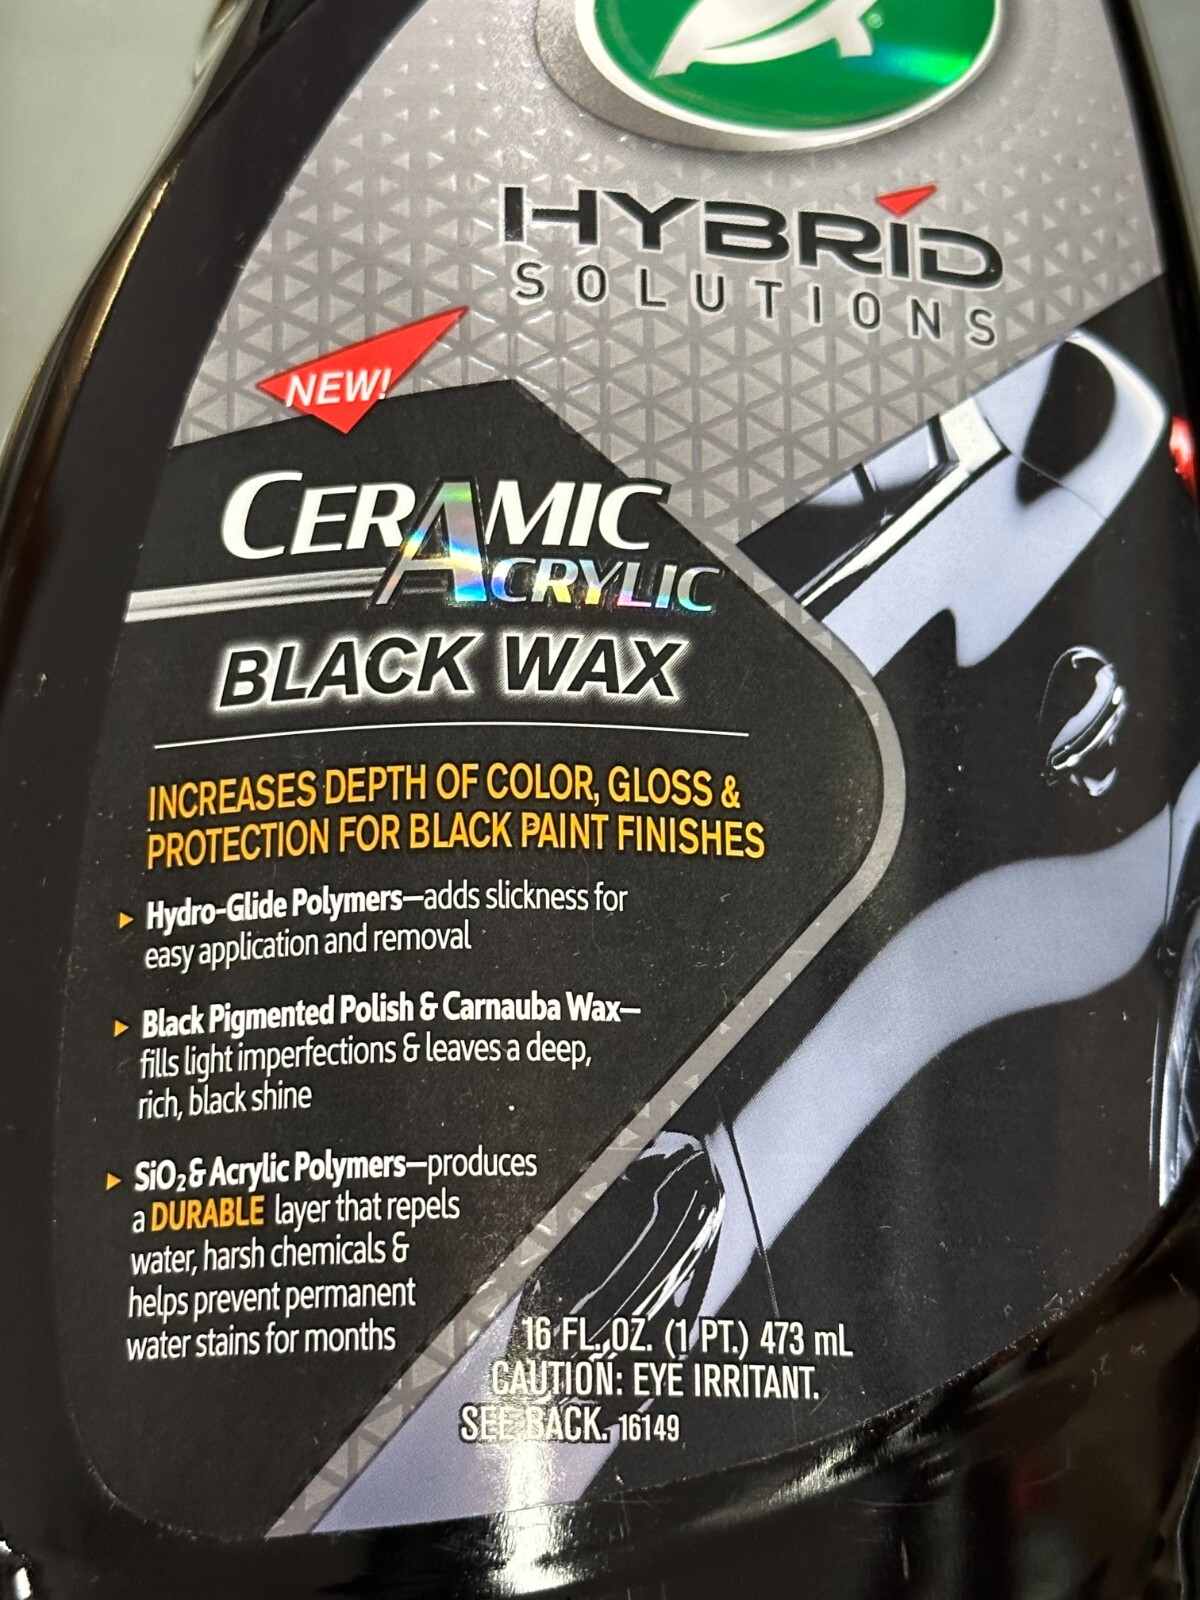 HYBRID
SOLUTIONS
NEW!
CERAMIC
ACRYLIC
BLACK WAX
INCREASES DEPTH OF COLOR, GLOSS &
PROTECTION FOR BLACK PAINT FINISHES
▸ Hydro-Glide Polymers—adds slickness for
easy application and removal
▸ Black Pigmented Polish & Carnauba Wax—
fills light imperfections & leaves a deep,
rich, black shine
▸ SiO₂ & Acrylic Polymers—produces
a DURABLE layer that repels
water, harsh chemicals &
helps prevent permanent
water stains for months
16 FL. OZ. (1 PT.) 473 mL
CAUTION: EYE IRRITANT.
SEE BACK. 16149